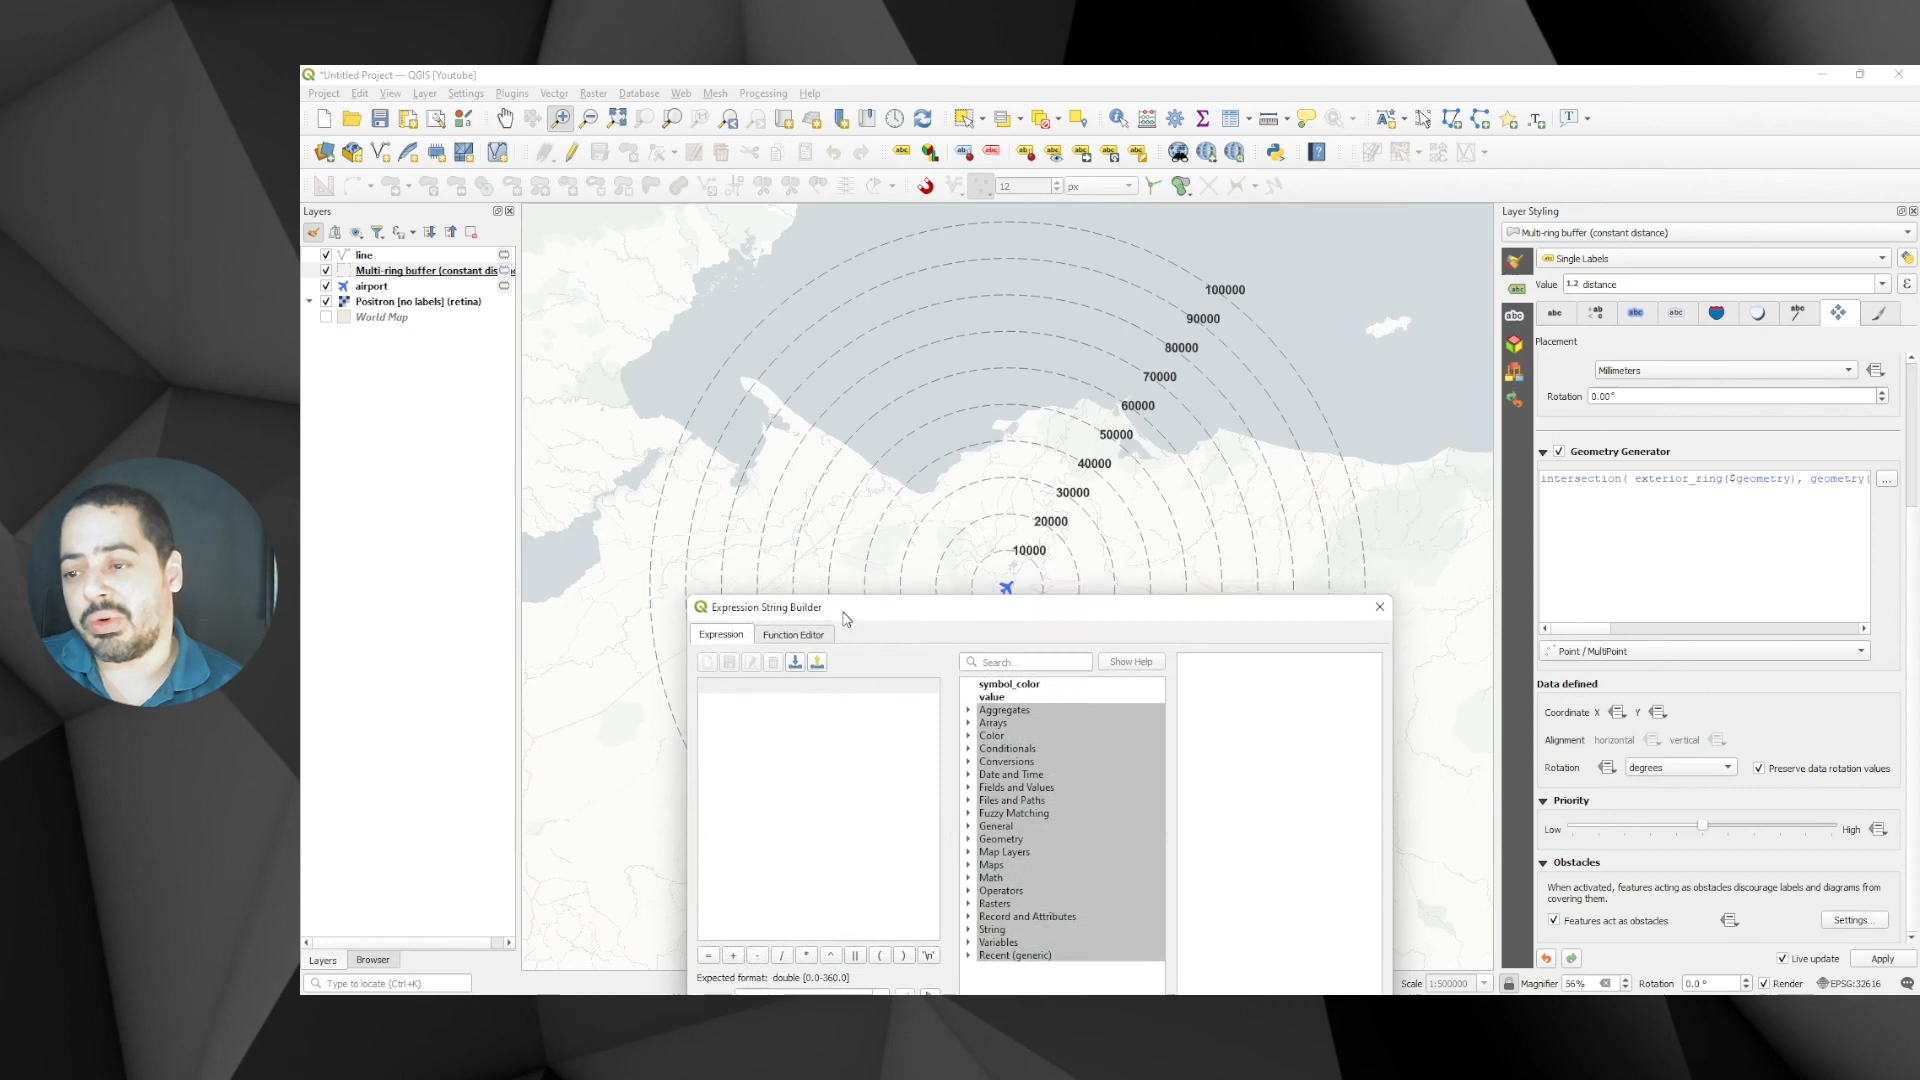 *Untitled Project — QGIS [Youtube]
Project Edit View Layer Settings Plugins Vector Raster Database Web Mesh Processing Help
12 px
Layers
line
Multi-ring buffer (constant dis
airport
Positron [no labels] (retina)
World Map
Layers Browser
Type to locate (Ctrl+K)
100000
90000
80000
70000
60000
50000
40000
30000
20000
10000
Expression String Builder
Expression Function Editor
Search... Show Help
symbol_color
value
Aggregates
Arrays
Color
Conditionals
Conversions
Date and Time
Fields and Values
Files and Paths
Fuzzy Matching
General
Geometry
Map Layers
Maps
Math
Operators
Rasters
Record and Attributes
String
Variables
Recent (generic)
= + - / * ^ || ( ) '\n'
Expected format: double [0.0-360.0]
Layer Styling
Multi-ring buffer (constant distance)
Single Labels
Value 1.2 distance
Placement
Millimeters
Rotation 0.00°
Geometry Generator
intersection( exterior_ring($geometry), geometry(
...
Point / MultiPoint
Data defined
Coordinate X Y
Alignment horizontal vertical
Rotation degrees Preserve data rotation values
Priority
Low High
Obstacles
When activated, features acting as obstacles discourage labels and diagrams from
covering them.
Features act as obstacles Settings...
Live update Apply
Scale 1:500000 Magnifier 56% Rotation 0.0 ° Render EPSG:32616